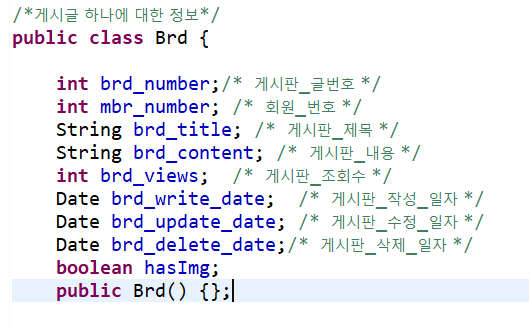 /*게시글 하나에 대한 정보*/
public class Brd {
int brd_number;/* 게시판_글번호 */
int mbr_number; /* 회원_번호 */
String brd_title; /* 게시판_제목 */
String brd_content; /* 게시판_내용 */
int brd_views; /* 게시판_조회수 */
Date brd_write_date; /* 게시판_작성_일자 */
Date brd_update_date; /* 게시판_수정_일자 */
Date brd_delete_date;/* 게시판_삭제_일자 */
boolean hasImg;
public Brd() {};